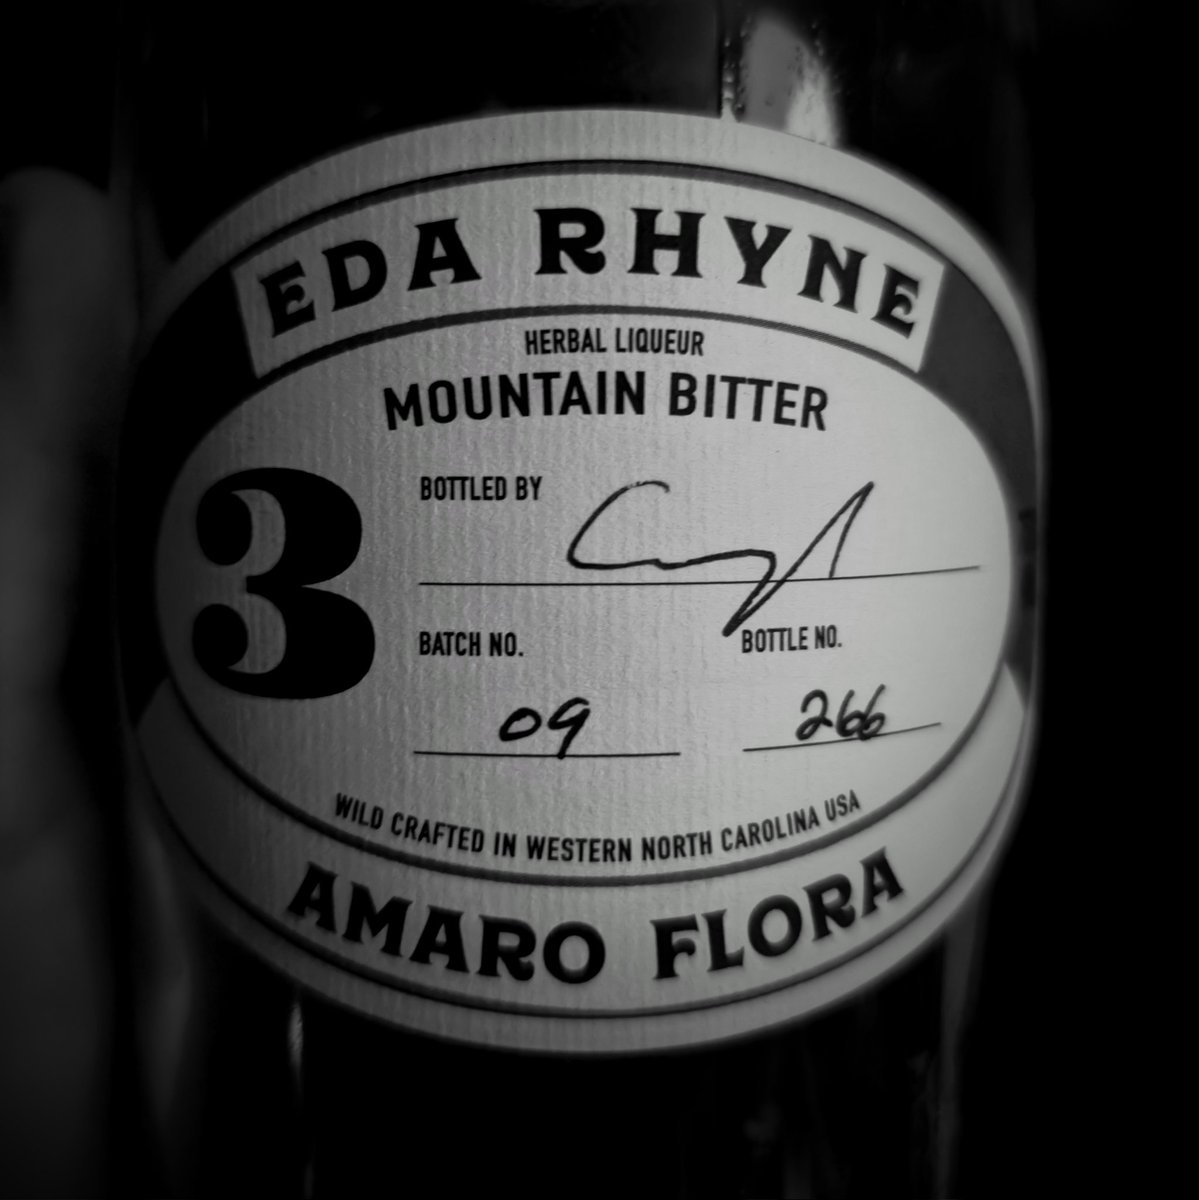 EDA RHYNE
HERBAL LIQUEUR
MOUNTAIN BITTER
3
BOTTLED BY
BATCH NO. BOTTLE NO.
09 266
WILD CRAFTED IN WESTERN NORTH CAROLINA USA
AMARO FLORA